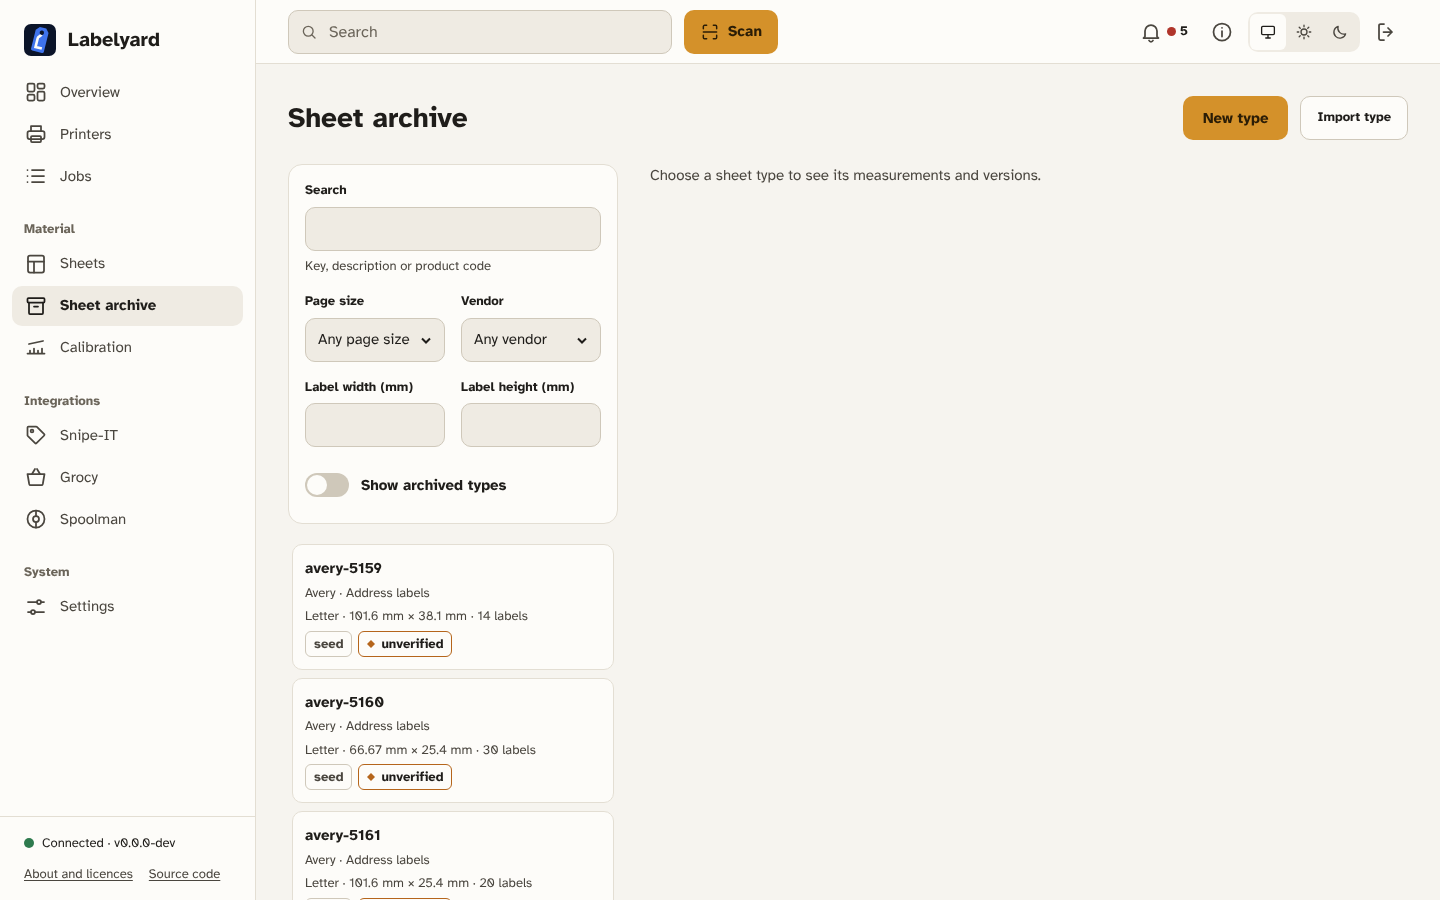 Labelyard
Overview
Printers
Jobs
Material
Sheets
Sheet archive
Calibration
Integrations
Snipe-IT
Grocy
Spoolman
System
Settings
Connected · v0.0.0-dev
About and licences
Source code
Search
Scan
5
Sheet archive
New type
Import type
Search
Key, description or product code
Page size
Vendor
Any page size
Any vendor
Label width (mm)
Label height (mm)
Show archived types
avery-5159
Avery · Address labels
Letter · 101.6 mm × 38.1 mm · 14 labels
seed
unverified
avery-5160
Avery · Address labels
Letter · 66.67 mm × 25.4 mm · 30 labels
seed
unverified
avery-5161
Avery · Address labels
Letter · 101.6 mm × 25.4 mm · 20 labels
Choose a sheet type to see its measurements and versions.